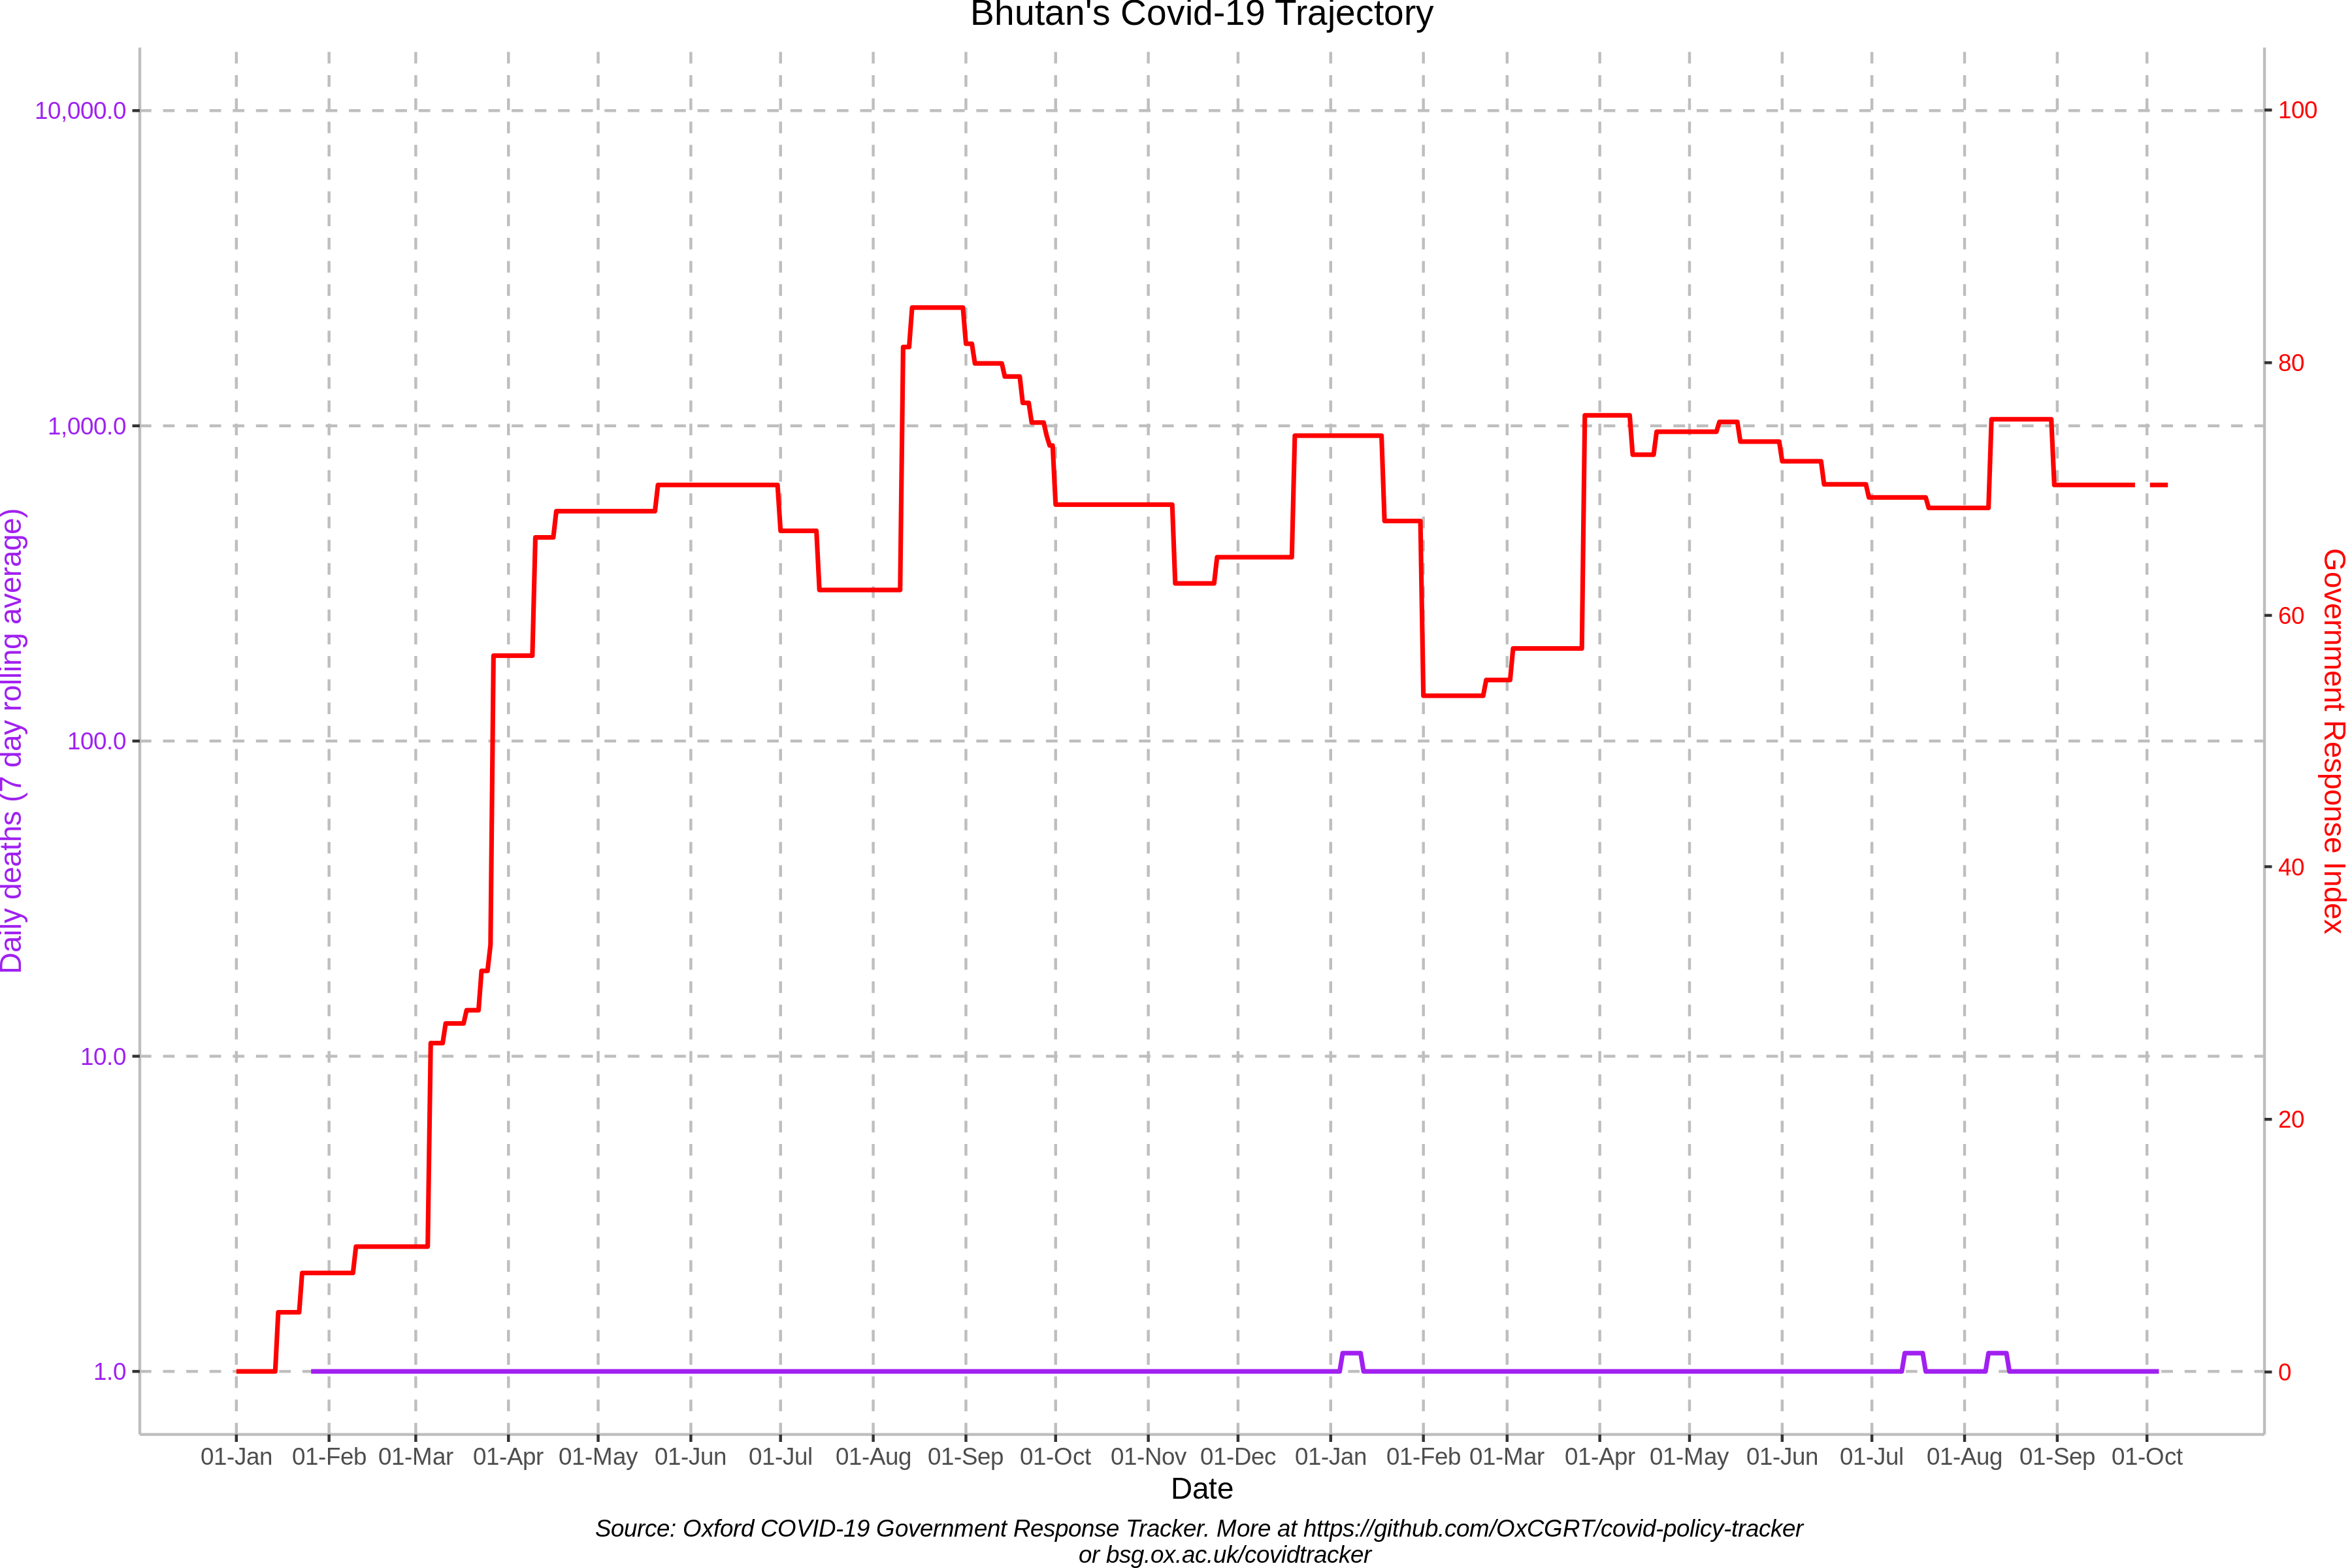 Bhutan's Covid-19 Trajectory
10,000.0
1,000.0
100.0
10.0
1.0
Daily deaths (7 day rolling average)
100
80
60
40
20
0
Government Response Index
01-Jan 01-Feb 01-Mar 01-Apr 01-May 01-Jun 01-Jul 01-Aug 01-Sep 01-Oct 01-Nov 01-Dec 01-Jan 01-Feb 01-Mar 01-Apr 01-May 01-Jun 01-Jul 01-Aug 01-Sep 01-Oct
Date
Source: Oxford COVID-19 Government Response Tracker. More at https://github.com/OxCGRT/covid-policy-tracker
or bsg.ox.ac.uk/covidtracker